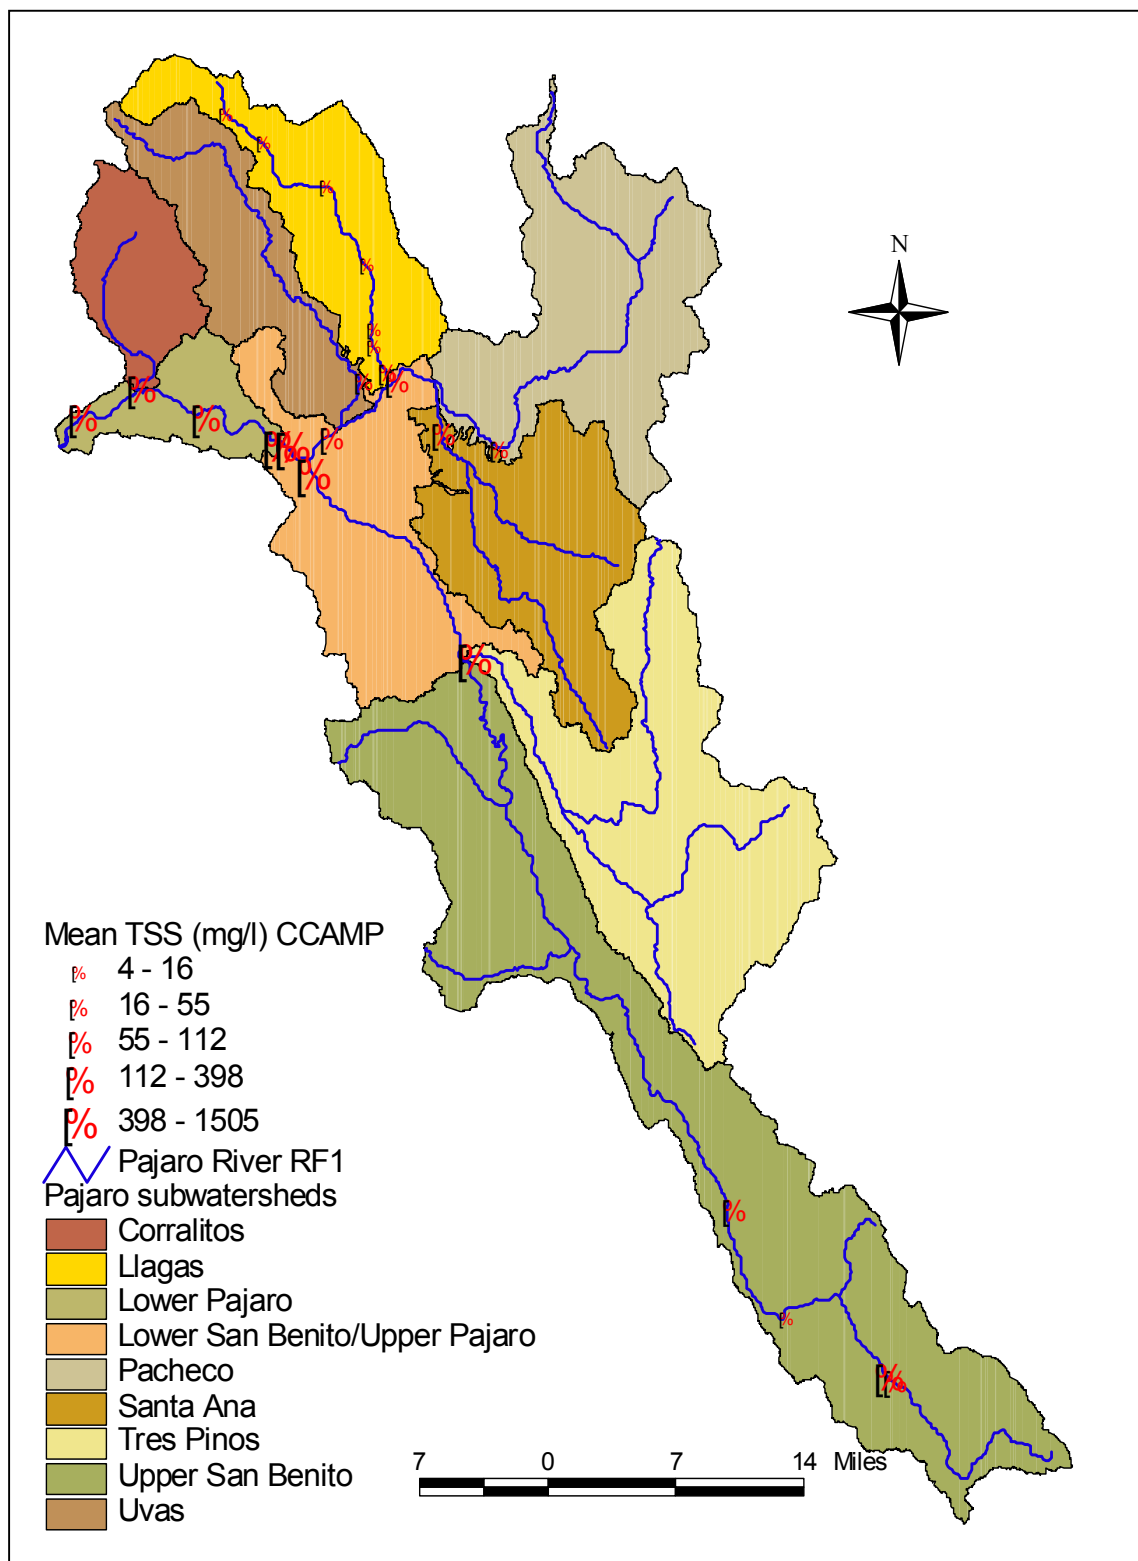 N
Mean TSS (mg/l) CCAMP
[% 4 - 16
[% 16 - 55
[% 55 - 112
[% 112 - 398
[% 398 - 1505
Pajaro River RF1
Pajaro subwatersheds
Corralitos
Llagas
Lower Pajaro
Lower San Benito/Upper Pajaro
Pacheco
Santa Ana
Tres Pinos
Upper San Benito
Uvas
7 0 7 14 Miles